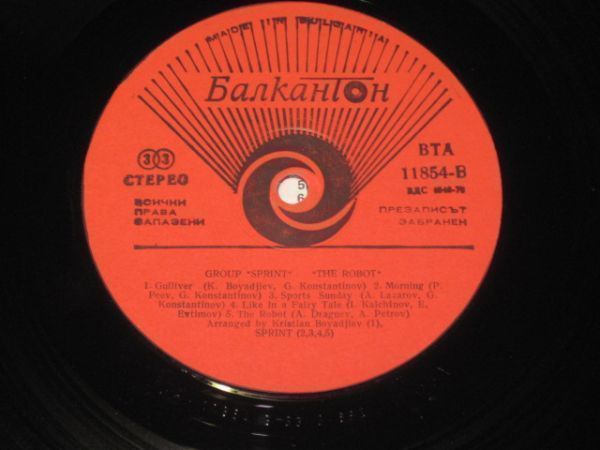 MADE IN BULGARIA
Балкантон
33
СТЕРЕО
ВСИЧКИ
ПРАВА
ЗАПАЗЕНИ
ВТА
11854-В
БДС
ПРЕЗАПИСЪТ
ЗАБРАНЕН
GROUP "SPRINT" "THE ROBOT"
1. Gulliver (K. Boyadjiev, G. Konstantinov) 2. Morning (P.
Peev, G. Konstantinov) 3. Sports Sunday (A. Lazarov, G.
Konstantinov) 4. Like In a Fairy Tale (I. Kalchinov, E.
Evtimov) 5. The Robot (A. Dragnev, A. Petrov)
Arranged by Kristian Boyadjiev (1),
SPRINT (2,3,4,5)